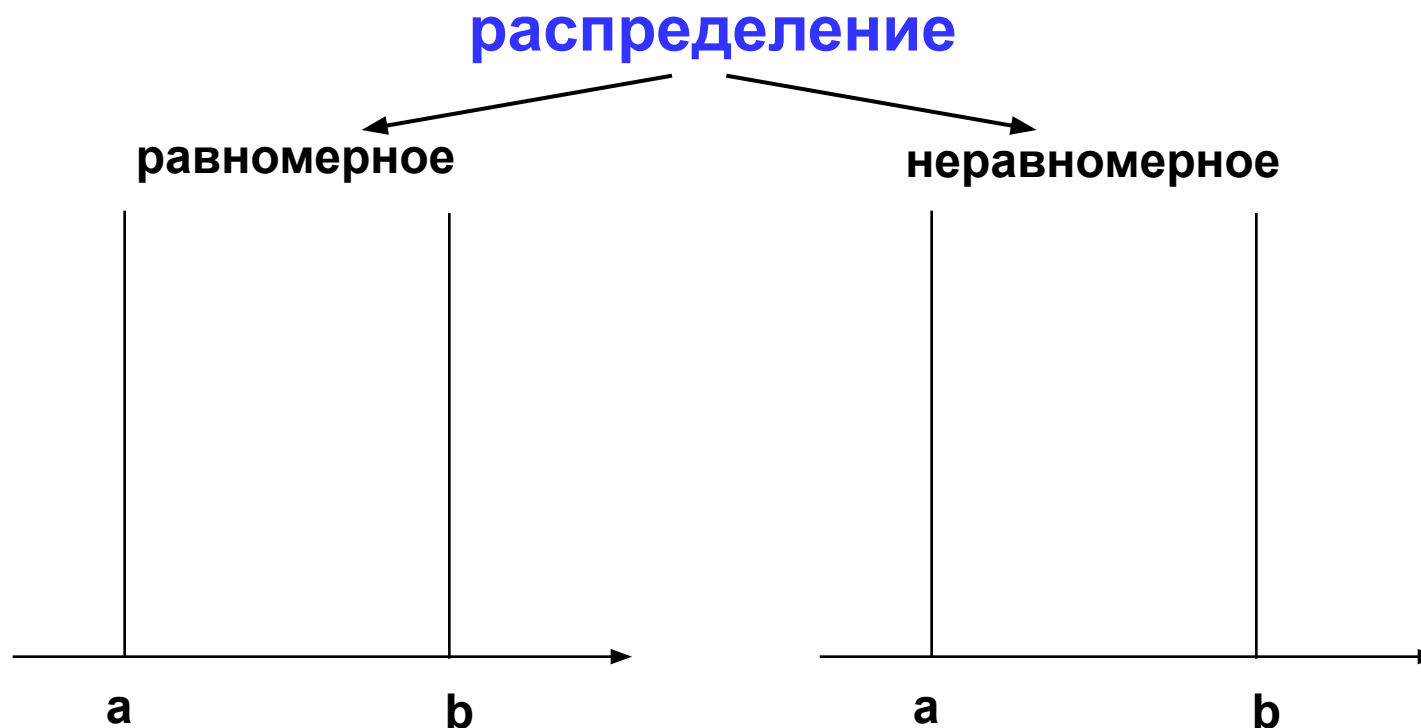 распределение
равномерное
неравномерное
a b
a b